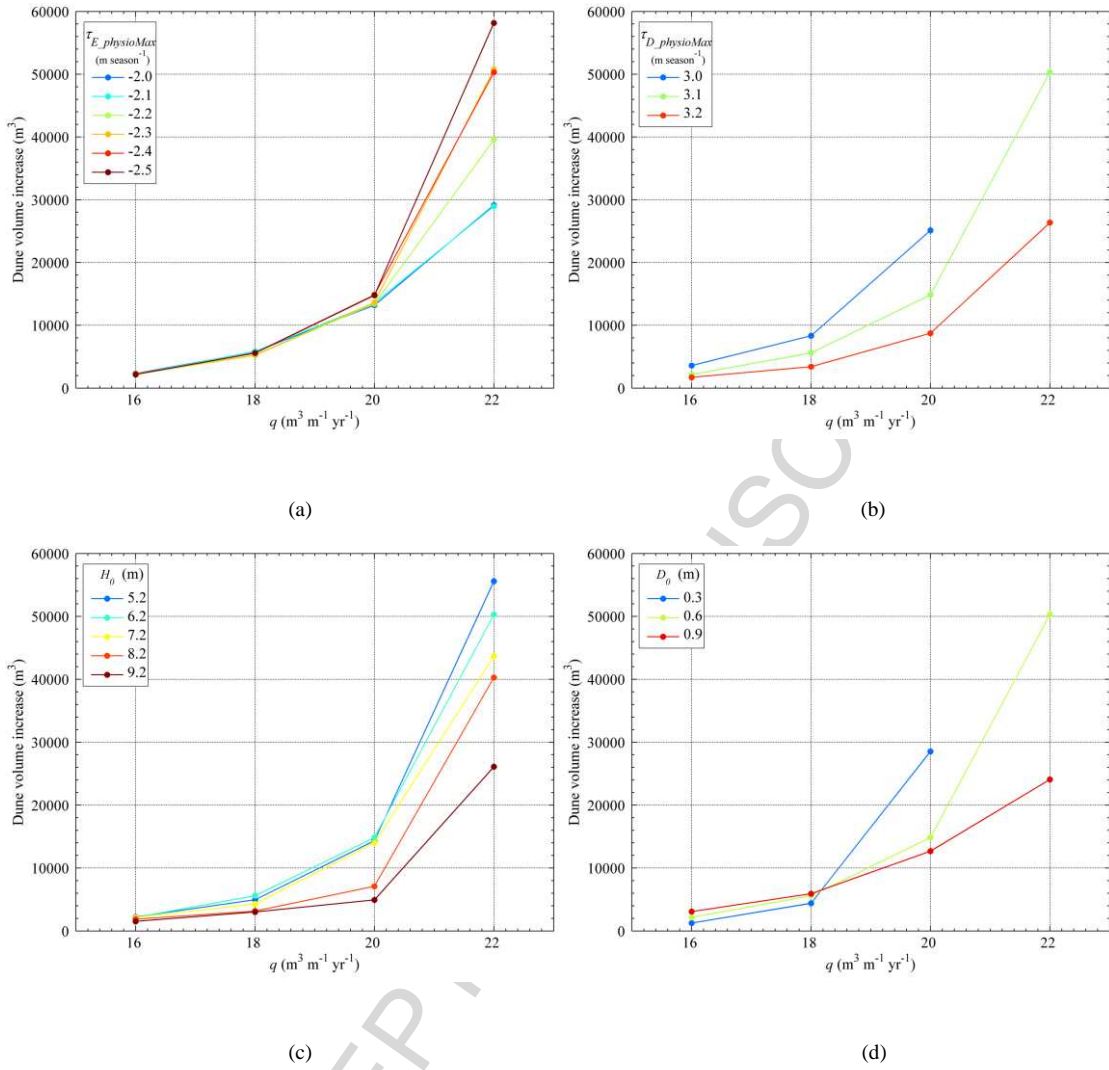 60000
50000
40000
30000
20000
10000
0
Dune volume increase (m³)
τE_physioMax
(m season⁻¹)
-2.0
-2.1
-2.2
-2.3
-2.4
-2.5
16 18 20 22
q (m³ m⁻¹ yr⁻¹)
(a)
60000
50000
40000
30000
20000
10000
0
Dune volume increase (m³)
τD_physioMax
(m season⁻¹)
3.0
3.1
3.2
16 18 20 22
q (m³ m⁻¹ yr⁻¹)
(b)
60000
50000
40000
30000
20000
10000
0
Dune volume increase (m³)
H0 (m)
5.2
6.2
7.2
8.2
9.2
16 18 20 22
q (m³ m⁻¹ yr⁻¹)
(c)
60000
50000
40000
30000
20000
10000
0
Dune volume increase (m³)
D0 (m)
0.3
0.6
0.9
16 18 20 22
q (m³ m⁻¹ yr⁻¹)
(d)